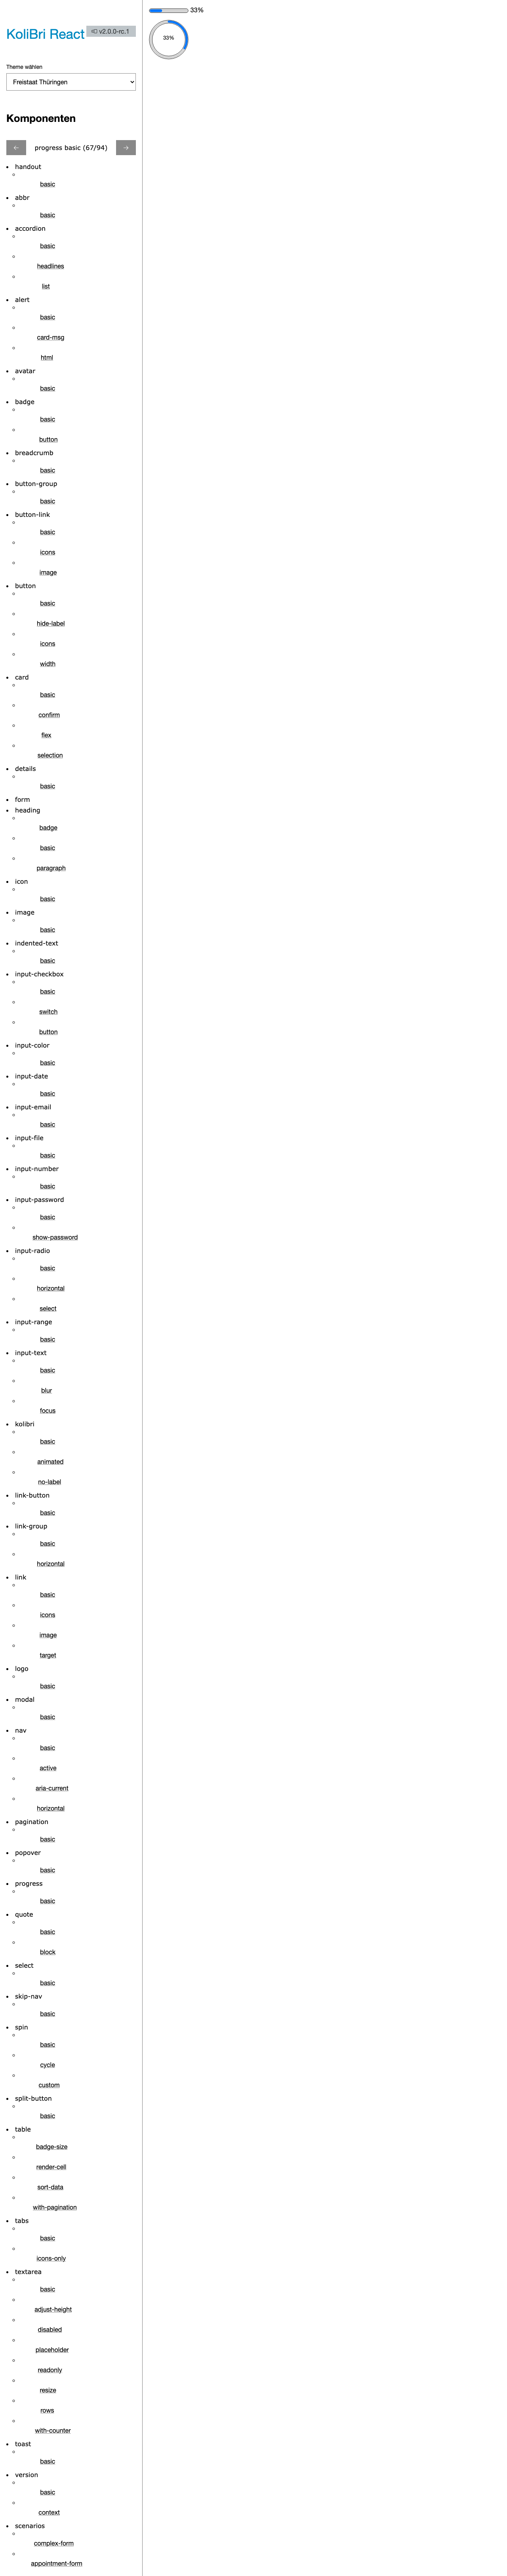 KoliBri React
v2.0.0-rc.1
Theme wählen
Freistaat Thüringen
Komponenten
← progress basic (67/94) →
handout
basic
abbr
basic
accordion
basic
headlines
list
alert
basic
card-msg
html
avatar
basic
badge
basic
button
breadcrumb
basic
button-group
basic
button-link
basic
icons
image
button
basic
hide-label
icons
width
card
basic
confirm
flex
selection
details
basic
form
heading
badge
basic
paragraph
icon
basic
image
basic
indented-text
basic
input-checkbox
basic
switch
button
input-color
basic
input-date
basic
input-email
basic
input-file
basic
input-number
basic
input-password
basic
show-password
input-radio
basic
horizontal
select
input-range
basic
input-text
basic
blur
focus
kolibri
basic
animated
no-label
link-button
basic
link-group
basic
horizontal
link
basic
icons
image
target
logo
basic
modal
basic
nav
basic
active
aria-current
horizontal
pagination
basic
popover
basic
progress
basic
quote
basic
block
select
basic
skip-nav
basic
spin
basic
cycle
custom
split-button
basic
table
badge-size
render-cell
sort-data
with-pagination
tabs
basic
icons-only
textarea
basic
adjust-height
disabled
placeholder
readonly
resize
rows
with-counter
toast
basic
version
basic
context
scenarios
complex-form
appointment-form
33%
33%